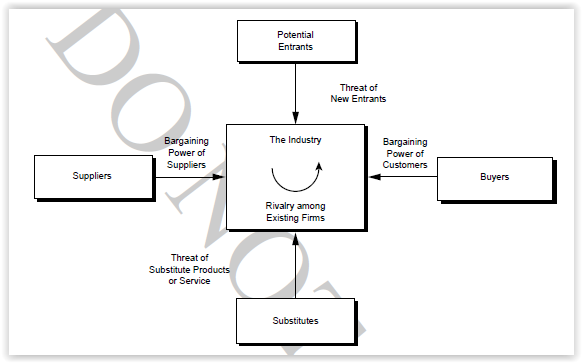 Potential
Entrants
Threat of
New Entrants
The Industry
Bargaining
Power of
Suppliers
Bargaining
Power of
Customers
Suppliers
Buyers
Rivalry among
Existing Firms
Threat of
Substitute Products
or Service
Substitutes
DO NOT